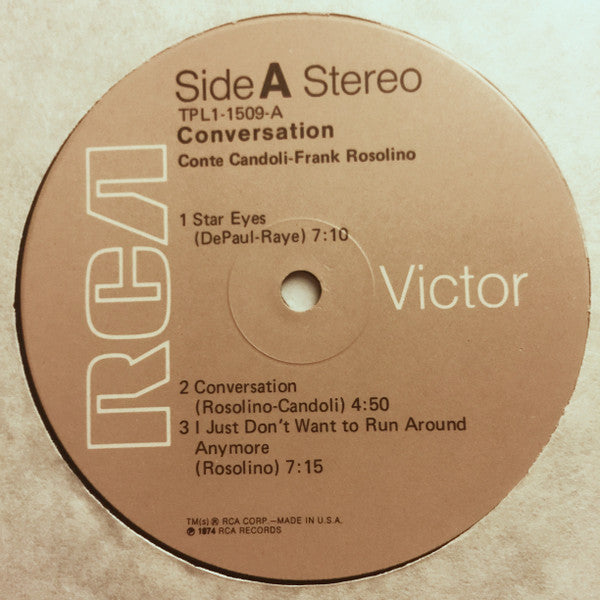 Side A Stereo
TPL1-1509-A
Conversation
Conte Candoli-Frank Rosolino
RCA
1 Star Eyes
(DePaul-Raye) 7:10
Victor
2 Conversation
(Rosolino-Candoli) 4:50
3 I Just Don't Want to Run Around
Anymore
(Rosolino) 7:15
TM(s) ® RCA CORP.—MADE IN U.S.A.
℗ 1974 RCA RECORDS